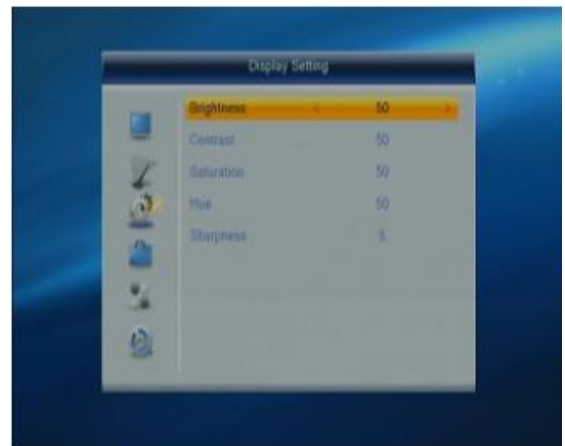 Display Setting
Brightness < 50 >
Contrast 50
Saturation 50
Hue 50
Sharpness 5